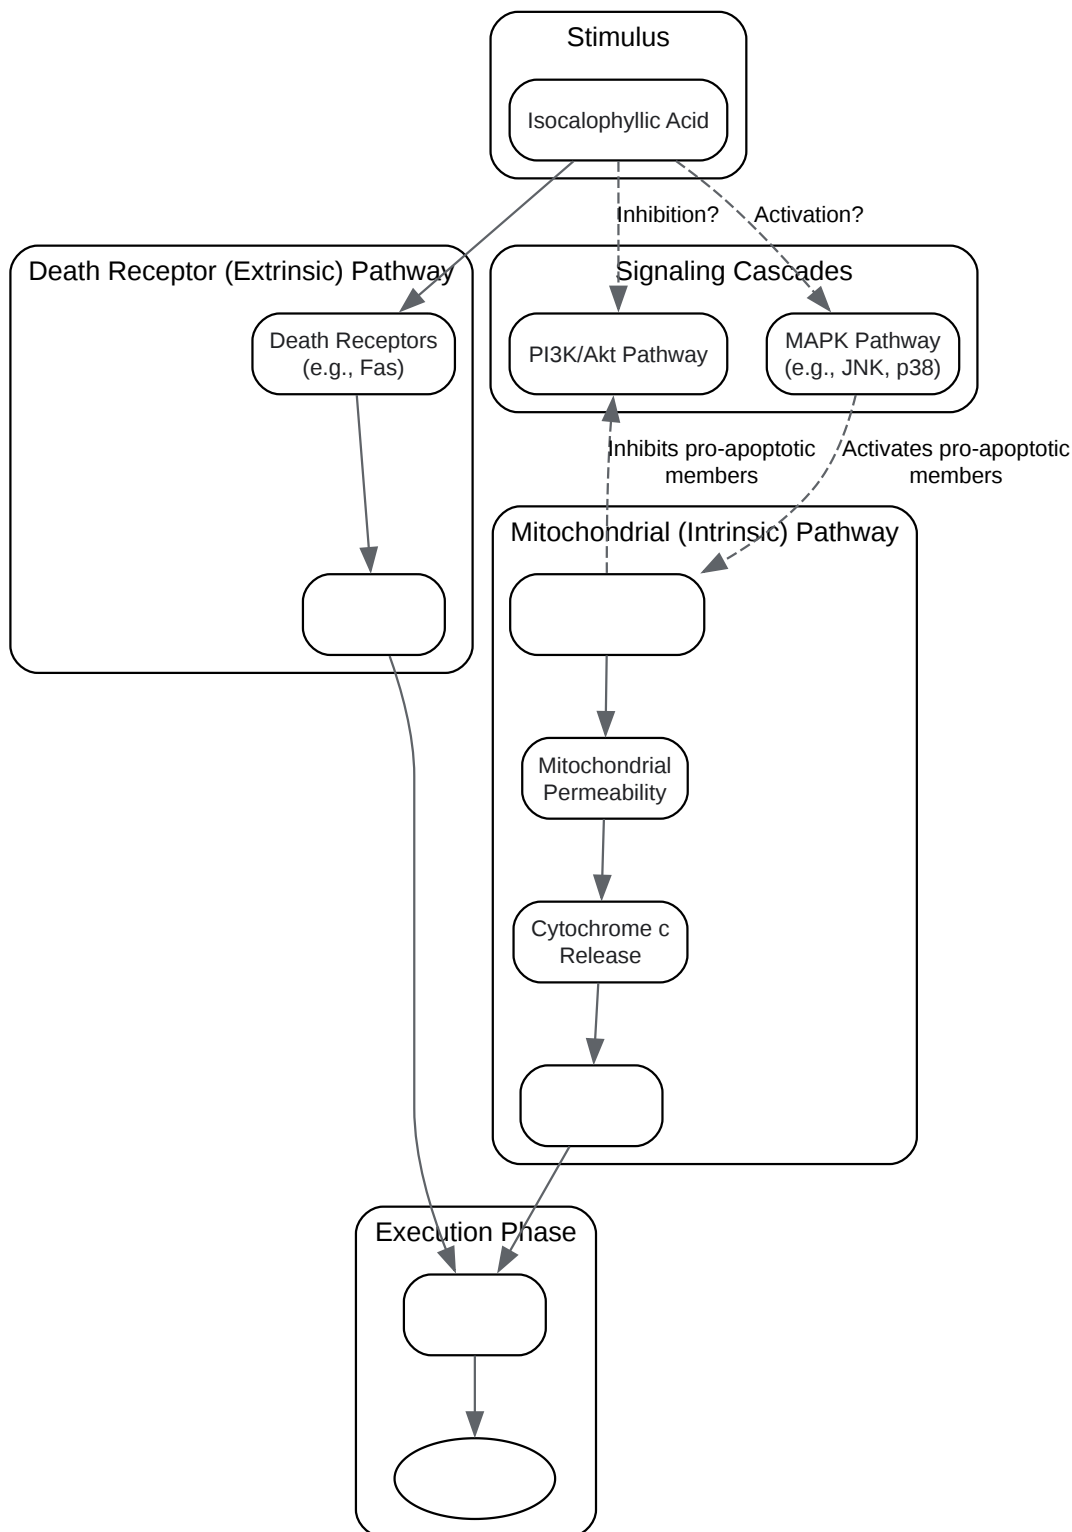 Stimulus
Isocalophyllic Acid
Inhibition?
Activation?
Death Receptor (Extrinsic) Pathway
Signaling Cascades
Death Receptors
(e.g., Fas)
PI3K/Akt Pathway
MAPK Pathway
(e.g., JNK, p38)
Inhibits pro-apoptotic
members
Activates pro-apoptotic
members
Mitochondrial (Intrinsic) Pathway
Mitochondrial
Permeability
Cytochrome c
Release
Execution Phase